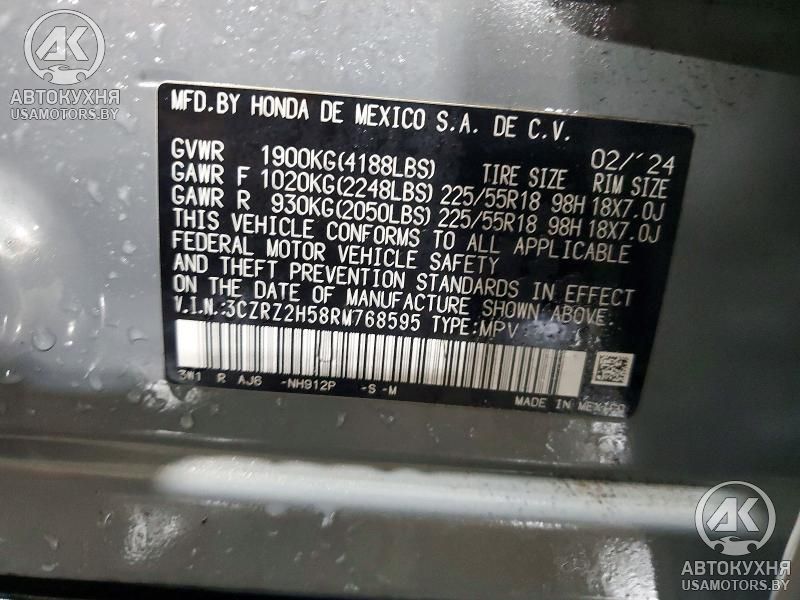 AK
АВТОКУХНЯ
USAMOTORS.BY
MFD.BY HONDA DE MEXICO S.A. DE C.V.
02/'24
GVWR 1900KG(4188LBS) TIRE SIZE RIM SIZE
GAWR F 1020KG(2248LBS) 225/55R18 98H 18X7.0J
GAWR R 930KG(2050LBS) 225/55R18 98H 18X7.0J
THIS VEHICLE CONFORMS TO ALL APPLICABLE
FEDERAL MOTOR VEHICLE SAFETY
AND THEFT PREVENTION STANDARDS IN EFFECT
ON THE DATE OF MANUFACTURE SHOWN ABOVE.
V.I.N.:3CZRZ2H58RM768595 TYPE:MPV
3W1 R AJ6 -NH912P -S -M
MADE IN MEXICO
AK
АВТОКУХНЯ
USAMOTORS.BY